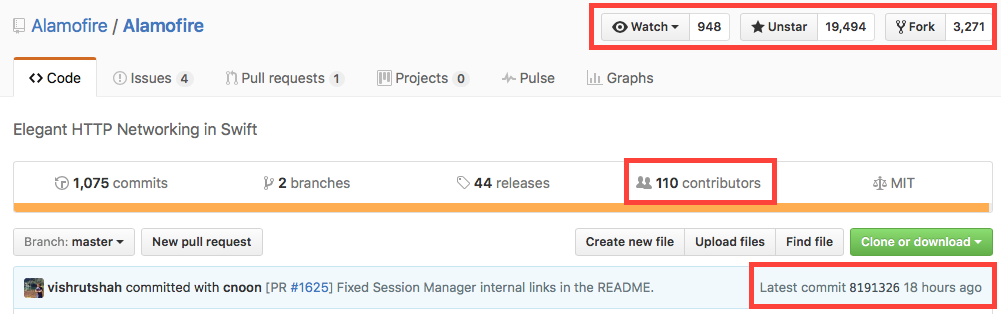 Alamofire / Alamofire Watch 948 Unstar 19,494 Fork 3,271
Code Issues 4 Pull requests 1 Projects 0 Pulse Graphs
Elegant HTTP Networking in Swift
1,075 commits 2 branches 44 releases 110 contributors MIT
Branch: master New pull request Create new file Upload files Find file Clone or download
vishrutshah committed with cnoon [PR #1625] Fixed Session Manager internal links in the README. Latest commit 8191326 18 hours ago